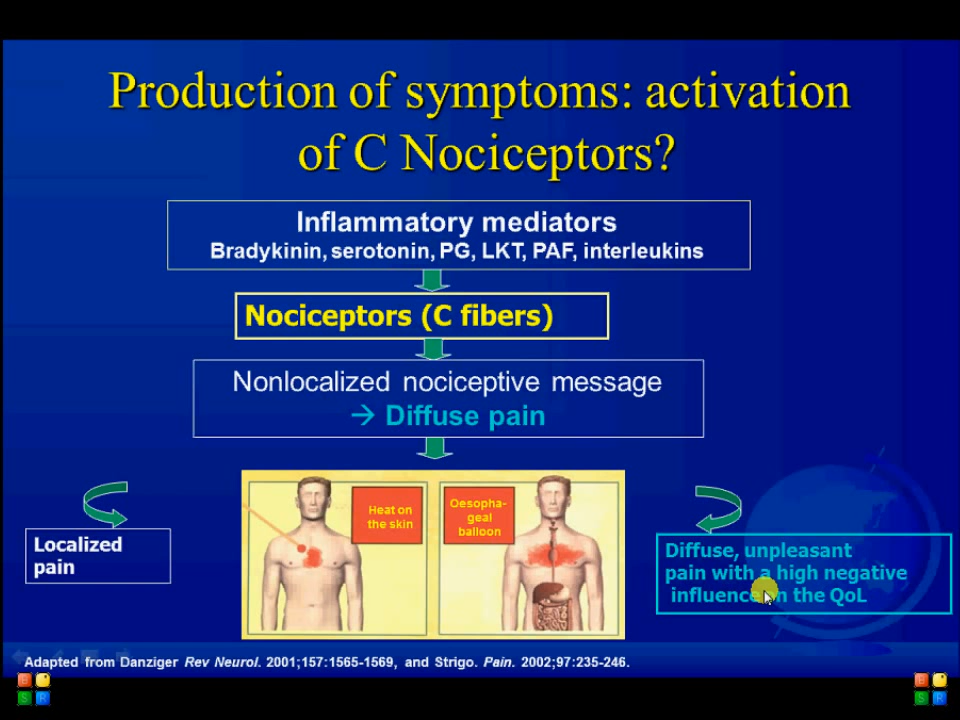 Production of symptoms: activation
of C Nociceptors?
Inflammatory mediators
Bradykinin, serotonin, PG, LKT, PAF, interleukins
Nociceptors (C fibers)
Nonlocalized nociceptive message
→ Diffuse pain
Heat on
the skin
Oesopha-
geal
balloon
Localized
pain
Diffuse, unpleasant
pain with a high negative
influence on the QoL
Adapted from Danziger Rev Neurol. 2001;157:1565-1569, and Strigo. Pain. 2002;97:235-246.
E
S R
E
S R